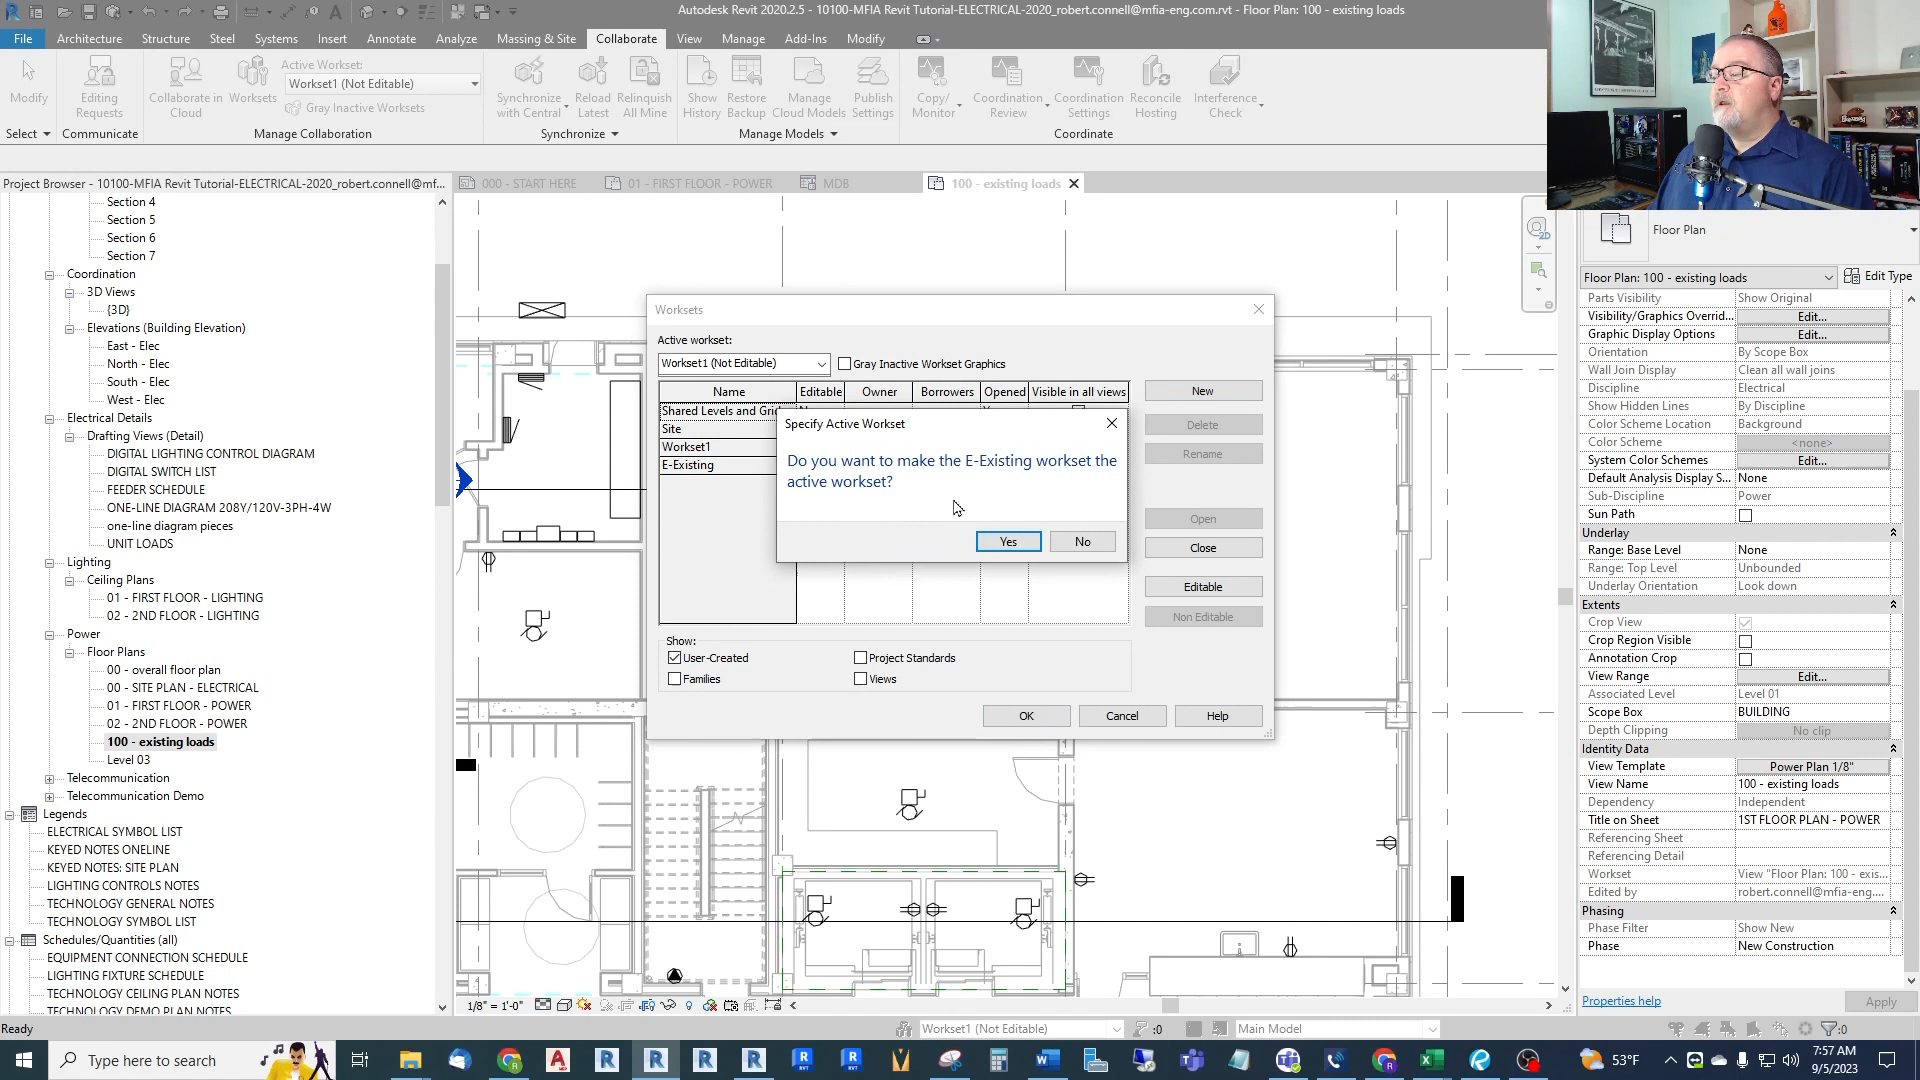 Autodesk Revit 2020.2.5 - 10100-MFIA Revit Tutorial-ELECTRICAL-2020_robert.connell@mfia-eng.com.rvt - Floor Plan: 100 - existing loads
File Architecture Structure Steel Systems Insert Annotate Analyze Massing & Site Collaborate View Manage Add-Ins Modify
Modify
Editing Requests
Collaborate in Cloud
Worksets
Active Workset:
Workset1 (Not Editable)
Gray Inactive Worksets
Synchronize with Central
Reload Latest
Relinquish All Mine
Show History
Restore Backup
Manage Cloud Models
Publish Settings
Copy/ Monitor
Coordination Review
Coordination Settings
Reconcile Hosting
Interference Check
Select Communicate Manage Collaboration Synchronize Manage Models Coordinate
Project Browser - 10100-MFIA Revit Tutorial-ELECTRICAL-2020_robert.connell@mf...
000 - START HERE
01 - FIRST FLOOR - POWER
MDB
100 - existing loads
Section 4
Section 5
Section 6
Section 7
Coordination
3D Views
{3D}
Elevations (Building Elevation)
East - Elec
North - Elec
South - Elec
West - Elec
Electrical Details
Drafting Views (Detail)
DIGITAL LIGHTING CONTROL DIAGRAM
DIGITAL SWITCH LIST
FEEDER SCHEDULE
ONE-LINE DIAGRAM 208Y/120V-3PH-4W
one-line diagram pieces
UNIT LOADS
Lighting
Ceiling Plans
01 - FIRST FLOOR - LIGHTING
02 - 2ND FLOOR - LIGHTING
Power
Floor Plans
00 - overall floor plan
00 - SITE PLAN - ELECTRICAL
01 - FIRST FLOOR - POWER
02 - 2ND FLOOR - POWER
100 - existing loads
Level 03
Telecommunication
Telecommunication Demo
Legends
ELECTRICAL SYMBOL LIST
KEYED NOTES ONELINE
KEYED NOTES: SITE PLAN
LIGHTING CONTROLS NOTES
TECHNOLOGY GENERAL NOTES
TECHNOLOGY SYMBOL LIST
Schedules/Quantities (all)
EQUIPMENT CONNECTION SCHEDULE
LIGHTING FIXTURE SCHEDULE
TECHNOLOGY CEILING PLAN NOTES
TECHNOLOGY DEMO PLAN NOTES
Worksets
Active workset:
Workset1 (Not Editable)
Gray Inactive Workset Graphics
Name Editable Owner Borrowers Opened Visible in all views
Shared Levels and Grid
Site
Workset1
E-Existing
New
Delete
Rename
Open
Close
Editable
Non Editable
Specify Active Workset
Do you want to make the E-Existing workset the
active workset?
Yes No
Show:
User-Created Project Standards
Families Views
OK Cancel Help
2D
Floor Plan
Floor Plan: 100 - existing loads Edit Type
Parts Visibility Show Original
Visibility/Graphics Overrid... Edit...
Graphic Display Options Edit...
Orientation By Scope Box
Wall Join Display Clean all wall joins
Discipline Electrical
Show Hidden Lines By Discipline
Color Scheme Location Background
Color Scheme <none>
System Color Schemes Edit...
Default Analysis Display S... None
Sub-Discipline Power
Sun Path
Underlay
Range: Base Level None
Range: Top Level Unbounded
Underlay Orientation Look down
Extents
Crop View
Crop Region Visible
Annotation Crop
View Range Edit...
Associated Level Level 01
Scope Box BUILDING
Depth Clipping No clip
Identity Data
View Template Power Plan 1/8"
View Name 100 - existing loads
Dependency Independent
Title on Sheet 1ST FLOOR PLAN - POWER
Referencing Sheet
Referencing Detail
Workset View "Floor Plan: 100 - exis...
Edited by robert.connell@mfia-eng....
Phasing
Phase Filter Show New
Phase New Construction
Properties help Apply
1/8" = 1'-0"
Ready
Workset1 (Not Editable)
:0
Main Model
:0
Type here to search
53°F
7:57 AM
9/5/2023